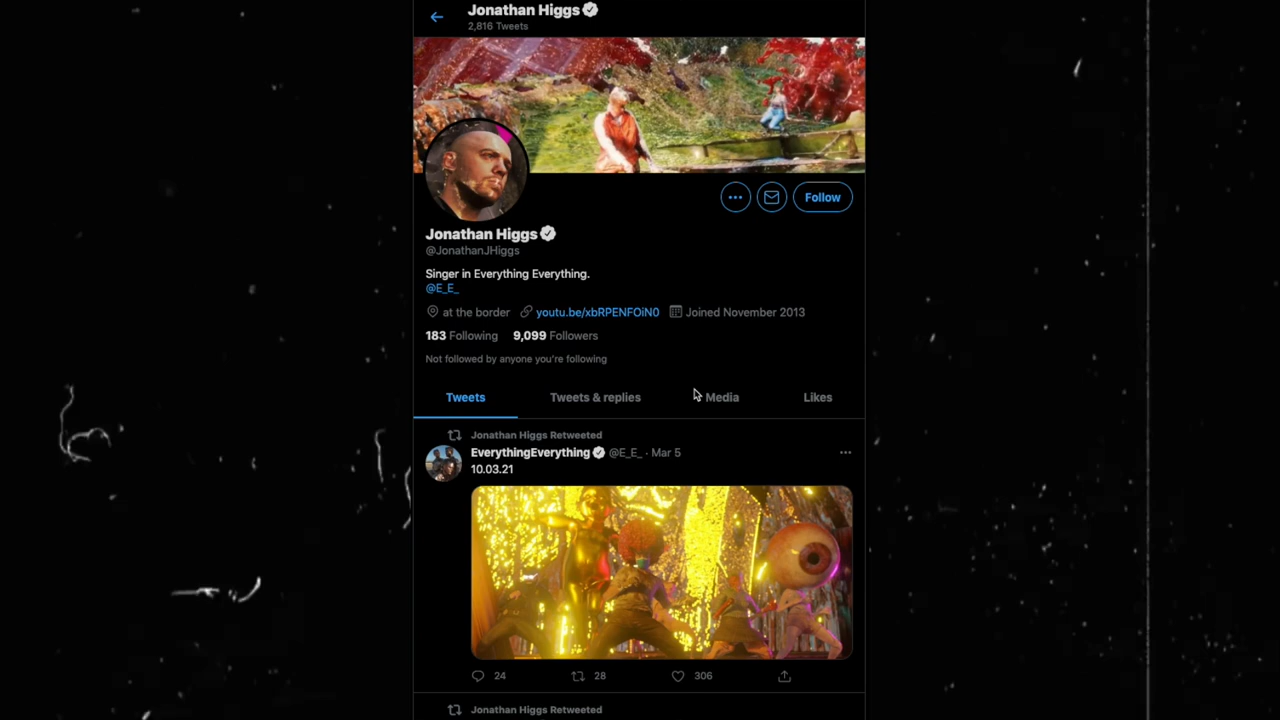 Jonathan Higgs
2,816 Tweets
Follow
Jonathan Higgs
@JonathanJHiggs
Singer in Everything Everything.
@E_E_
at the border youtu.be/xbRPENFOiN0 Joined November 2013
183 Following 9,099 Followers
Not followed by anyone you're following
Tweets Tweets & replies Media Likes
Jonathan Higgs Retweeted
EverythingEverything @E_E_ · Mar 5
10.03.21
24 28 306
Jonathan Higgs Retweeted